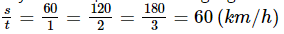 s/t = 60/1 = 120/2 = 180/3 = 60 (km/h)